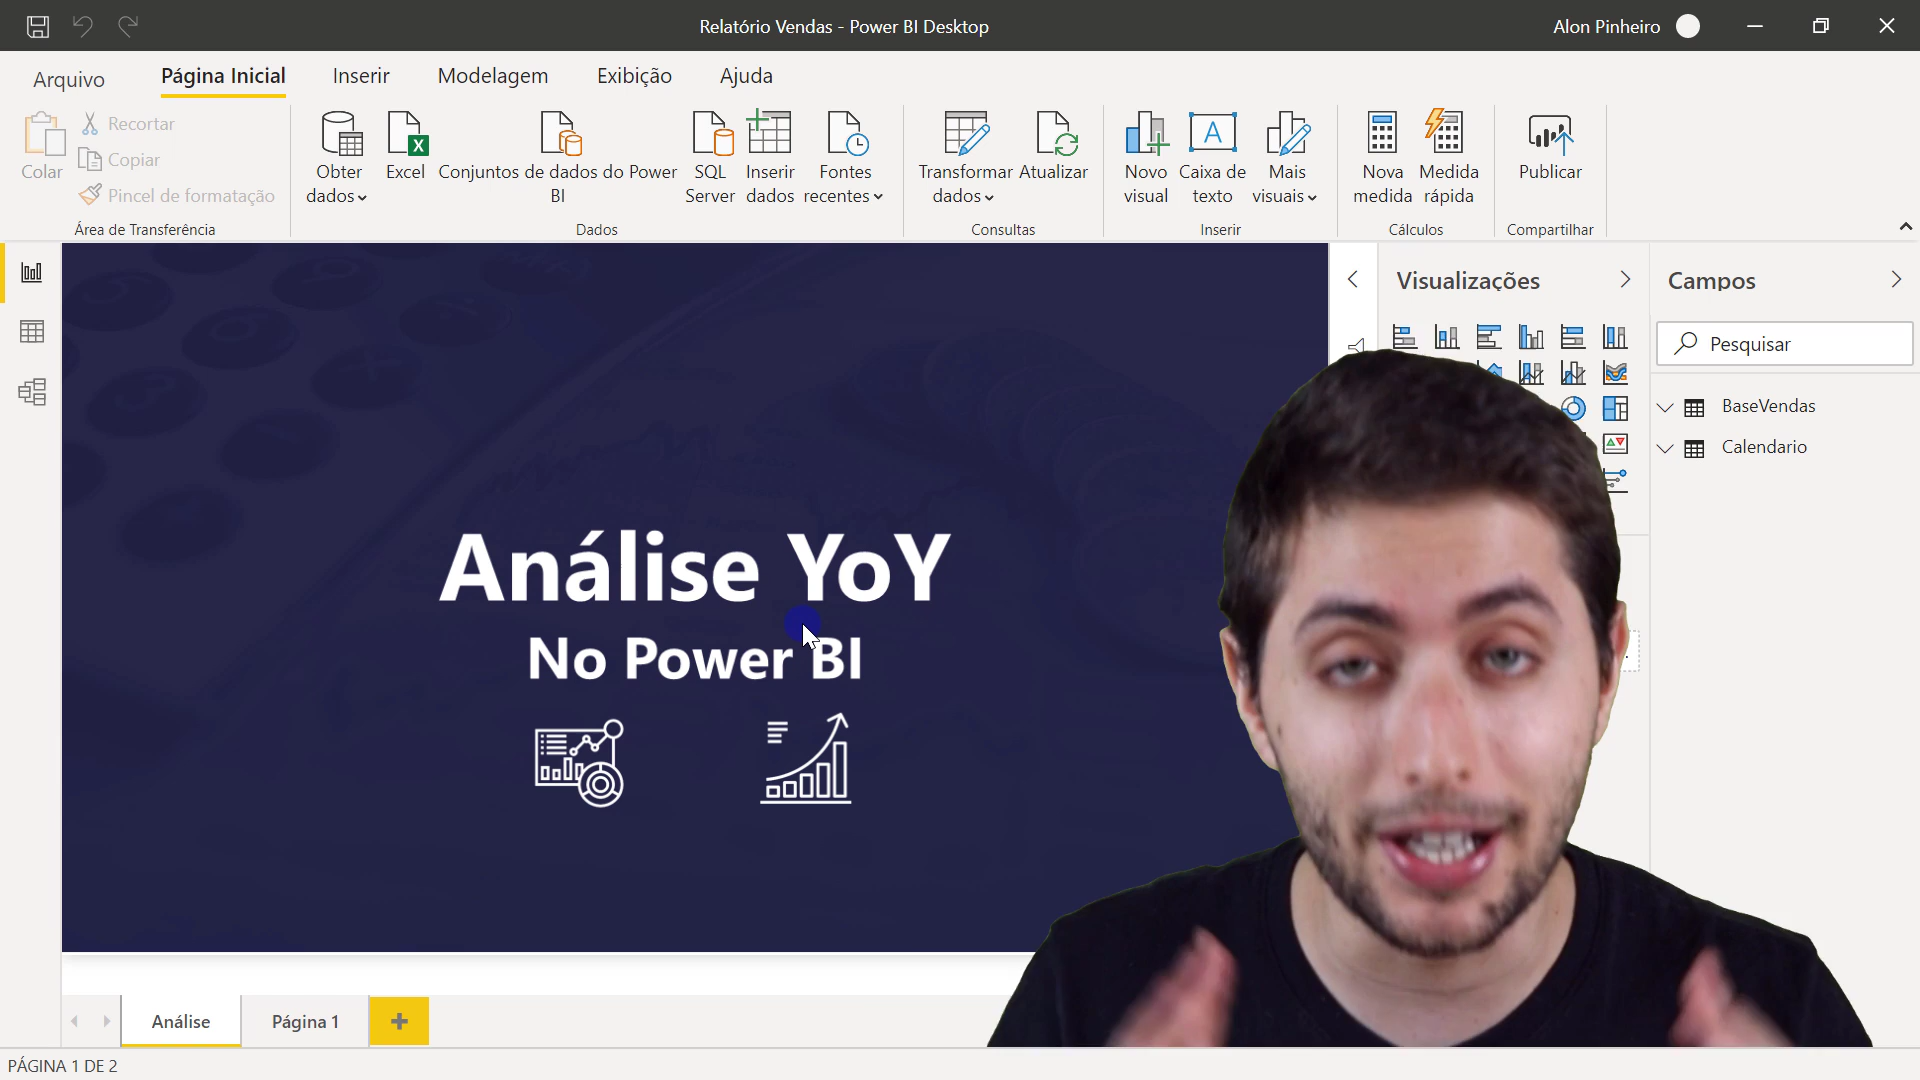 Relatório Vendas - Power BI Desktop
Alon Pinheiro
Arquivo
Página Inicial
Inserir
Modelagem
Exibição
Ajuda
Colar
Recortar
Copiar
Pincel de formatação
Área de Transferência
Obter dados
Excel
Conjuntos de dados do Power BI
SQL Server
Inserir dados
Fontes recentes
Dados
Transformar dados
Atualizar
Consultas
Novo visual
Caixa de texto
Mais visuais
Inserir
Nova medida
Medida rápida
Cálculos
Publicar
Compartilhar
Visualizações
Campos
Pesquisar
BaseVendas
Calendario
Análise YoY
No Power BI
Análise
Página 1
PÁGINA 1 DE 2